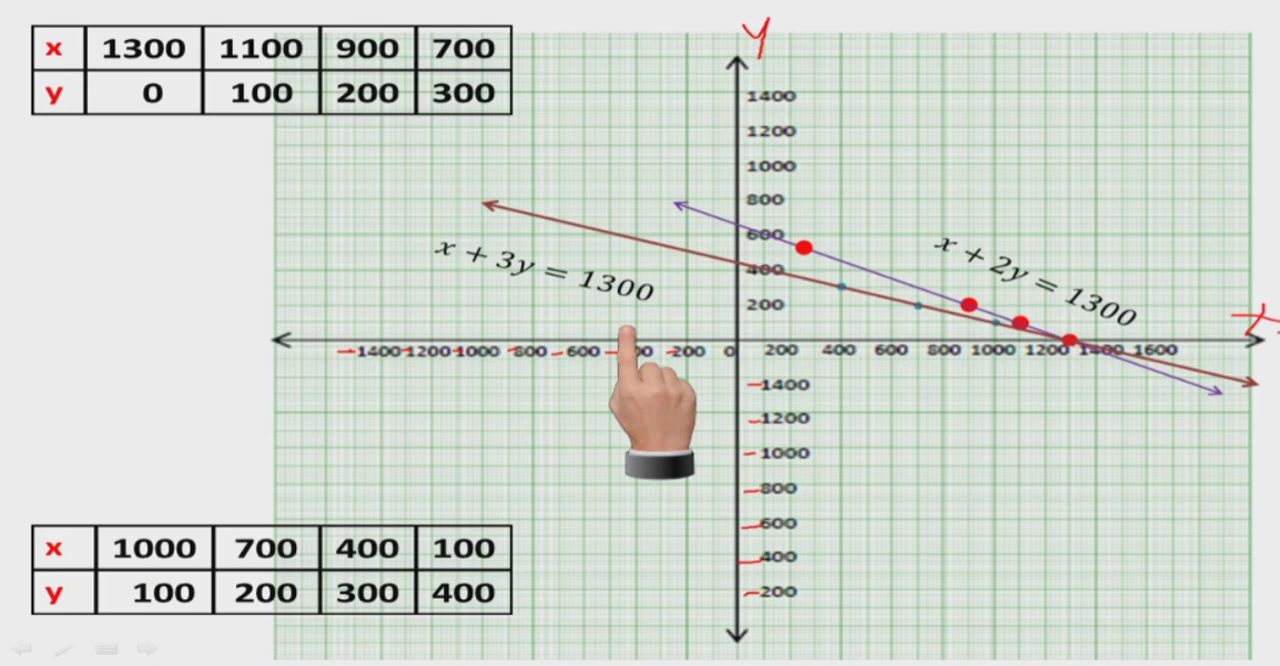 x 1300 1100 900 700
y 0 100 200 300
y
1400
1200
1000
800
600
400
200
x + 3y = 1300
x + 2y = 1300
x
-1400 -1200 -1000 -800 -600 -200 0 200 400 600 800 1000 1200 1400 1600
-1400
-1200
-1000
-800
-600
-400
-200
x 1000 700 400 100
y 100 200 300 400